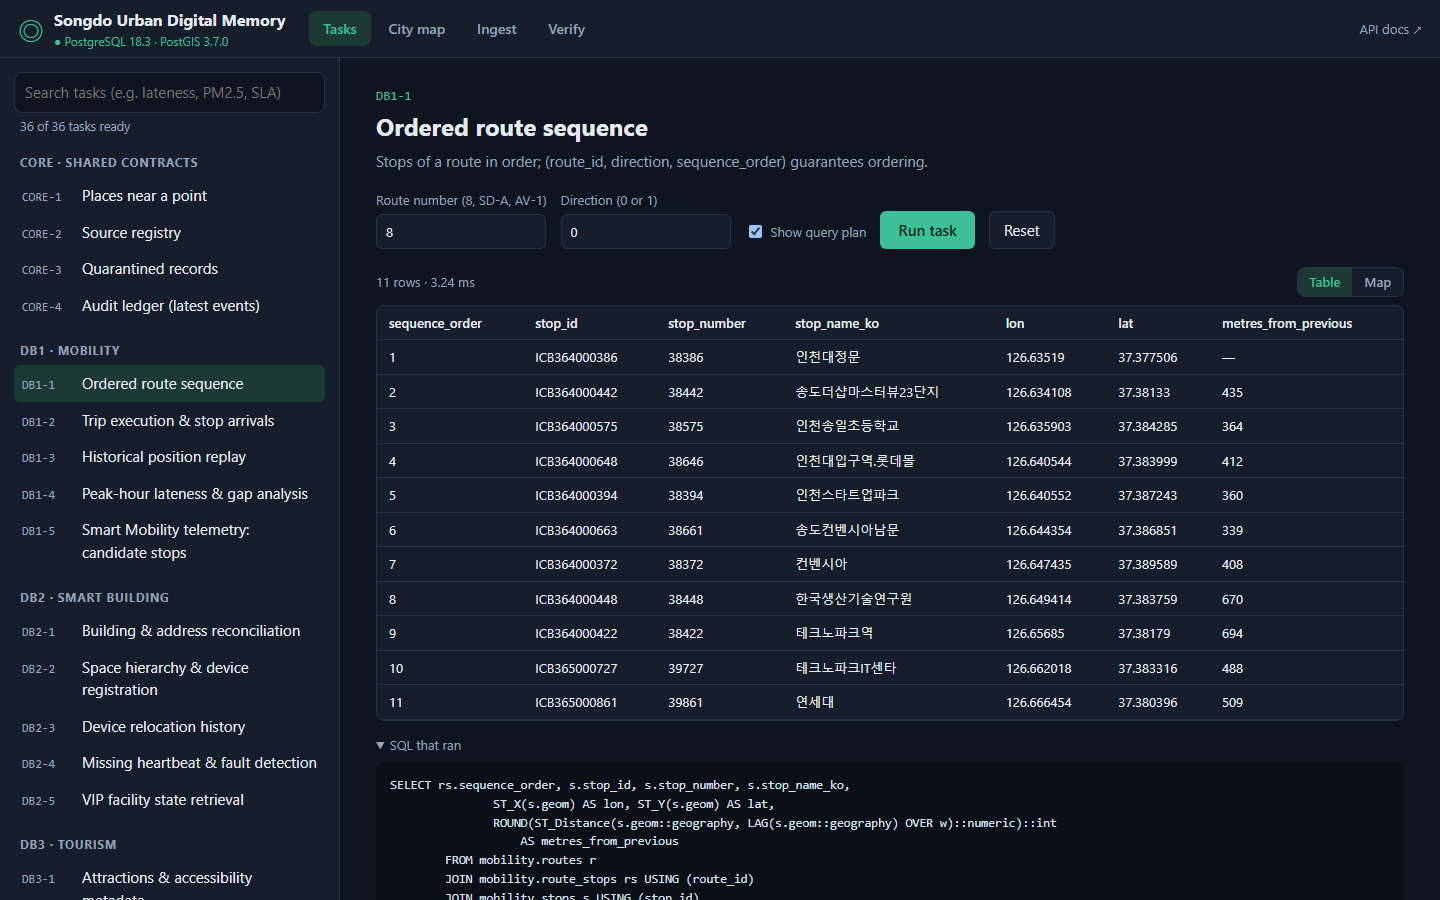 Songdo Urban Digital Memory
● PostgreSQL 18.3 · PostGIS 3.7.0
Tasks
City map
Ingest
Verify
API docs ↗
Search tasks (e.g. lateness, PM2.5, SLA)
36 of 36 tasks ready
CORE · SHARED CONTRACTS
CORE-1 Places near a point
CORE-2 Source registry
CORE-3 Quarantined records
CORE-4 Audit ledger (latest events)
DB1 · MOBILITY
DB1-1 Ordered route sequence
DB1-2 Trip execution & stop arrivals
DB1-3 Historical position replay
DB1-4 Peak-hour lateness & gap analysis
DB1-5 Smart Mobility telemetry:
candidate stops
DB2 · SMART BUILDING
DB2-1 Building & address reconciliation
DB2-2 Space hierarchy & device
registration
DB2-3 Device relocation history
DB2-4 Missing heartbeat & fault detection
DB2-5 VIP facility state retrieval
DB3 · TOURISM
DB3-1 Attractions & accessibility
metadata
DB1-1
Ordered route sequence
Stops of a route in order; (route_id, direction, sequence_order) guarantees ordering.
Route number (8, SD-A, AV-1) Direction (0 or 1)
8 0 Show query plan Run task Reset
11 rows · 3.24 ms
Table Map
sequence_order stop_id stop_number stop_name_ko lon lat metres_from_previous
1 ICB364000386 38386 인천대정문 126.63519 37.377506 —
2 ICB364000442 38442 송도더샵마스터뷰23단지 126.634108 37.38133 435
3 ICB364000575 38575 인천송일초등학교 126.635903 37.384285 364
4 ICB364000648 38646 인천대입구역.롯데몰 126.640544 37.383999 412
5 ICB364000394 38394 인천스타트업파크 126.640552 37.387243 360
6 ICB364000663 38661 송도컨벤시아남문 126.644354 37.386851 339
7 ICB364000372 38372 컨벤시아 126.647435 37.389589 408
8 ICB364000448 38448 한국생산기술연구원 126.649414 37.383759 670
9 ICB364000422 38422 테크노파크역 126.65685 37.38179 694
10 ICB365000727 39727 테크노파크IT센타 126.662018 37.383316 488
11 ICB365000861 39861 연세대 126.666454 37.380396 509
▼ SQL that ran
SELECT rs.sequence_order, s.stop_id, s.stop_number, s.stop_name_ko,
ST_X(s.geom) AS lon, ST_Y(s.geom) AS lat,
ROUND(ST_Distance(s.geom::geography, LAG(s.geom::geography) OVER w)::numeric)::int
AS metres_from_previous
FROM mobility.routes r
JOIN mobility.route_stops rs USING (route_id)
JOIN mobility.stops s USING (stop_id)